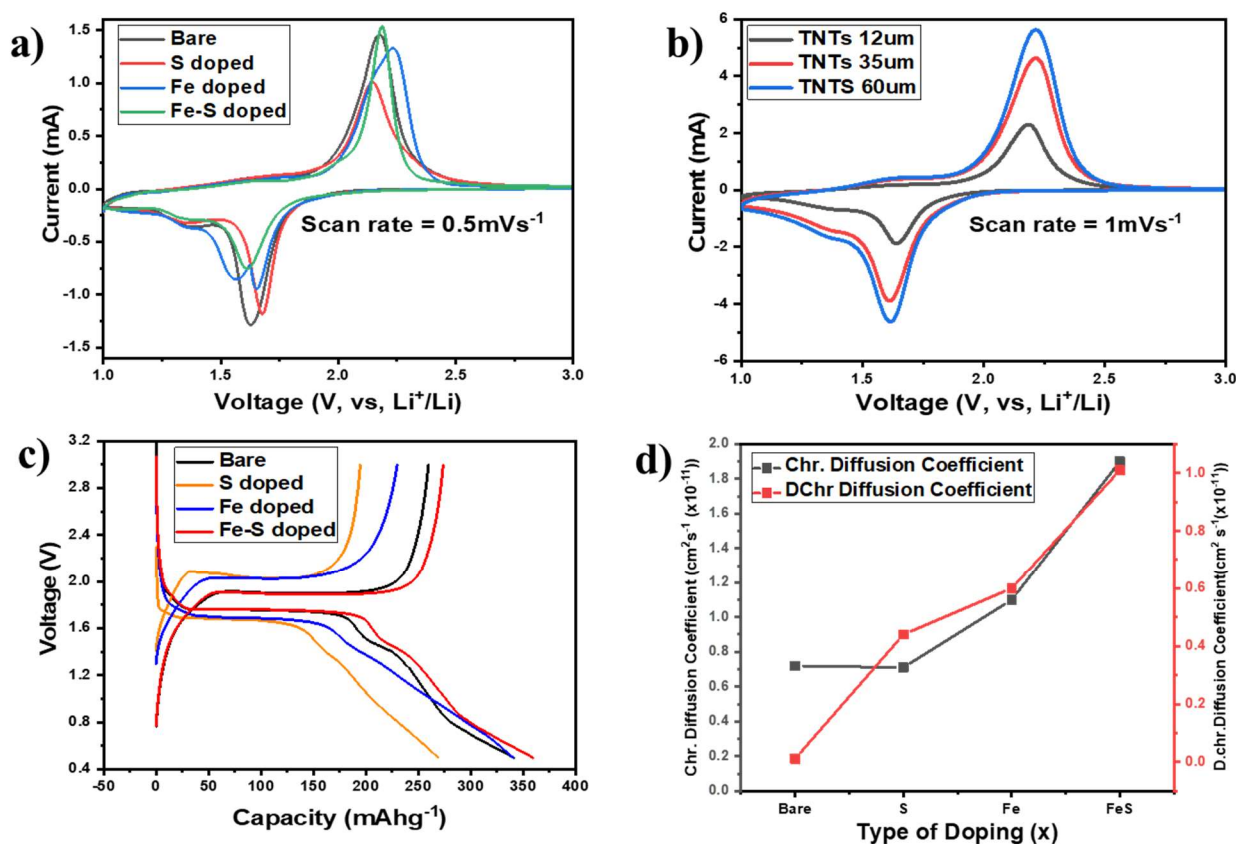 a)
Bare
S doped
Fe doped
Fe-S doped
Scan rate = 0.5mVs⁻¹
Current (mA)
1.5
1.0
0.5
0.0
-0.5
-1.0
-1.5
1.0 1.5 2.0 2.5 3.0
Voltage (V, vs, Li⁺/Li)
b)
TNTs 12um
TNTs 35um
TNTS 60um
Scan rate = 1mVs⁻¹
Current (mA)
6
4
2
0
-2
-4
-6
1.0 1.5 2.0 2.5 3.0
Voltage (V, vs, Li⁺/Li)
c)
Bare
S doped
Fe doped
Fe-S doped
Voltage (V)
3.2
2.8
2.4
2.0
1.6
1.2
0.8
0.4
0 50 100 150 200 250 300 350 400
Capacity (mAhg⁻¹)
d)
Chr. Diffusion Coefficient
DChr Diffusion Coefficient
Chr. Diffusion Coefficient (cm²s⁻¹ (x10⁻¹¹))
2.0
1.8
1.6
1.4
1.2
1.0
0.8
0.6
0.4
0.2
0.0
1.0
0.8
0.6
0.4
0.2
0.0
D.chr.Diffusion Coefficient(cm² s⁻¹(x10⁻¹¹))
Bare S Fe FeS
Type of Doping (x)